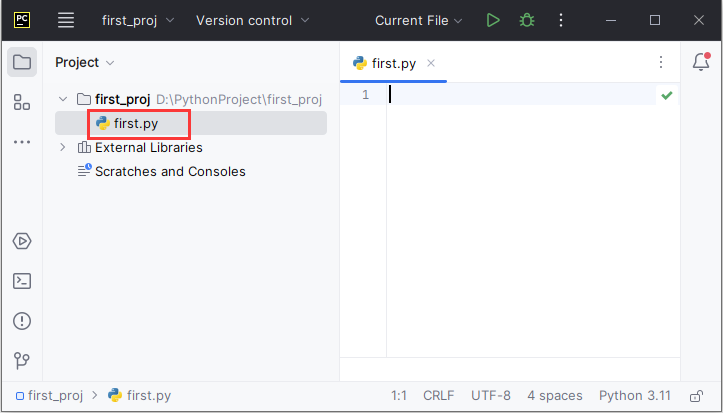 PC first_proj Version control Current File
Project
first.py
first_proj D:\PythonProject\first_proj
1
first.py
External Libraries
Scratches and Consoles
first_proj > first.py 1:1 CRLF UTF-8 4 spaces Python 3.11